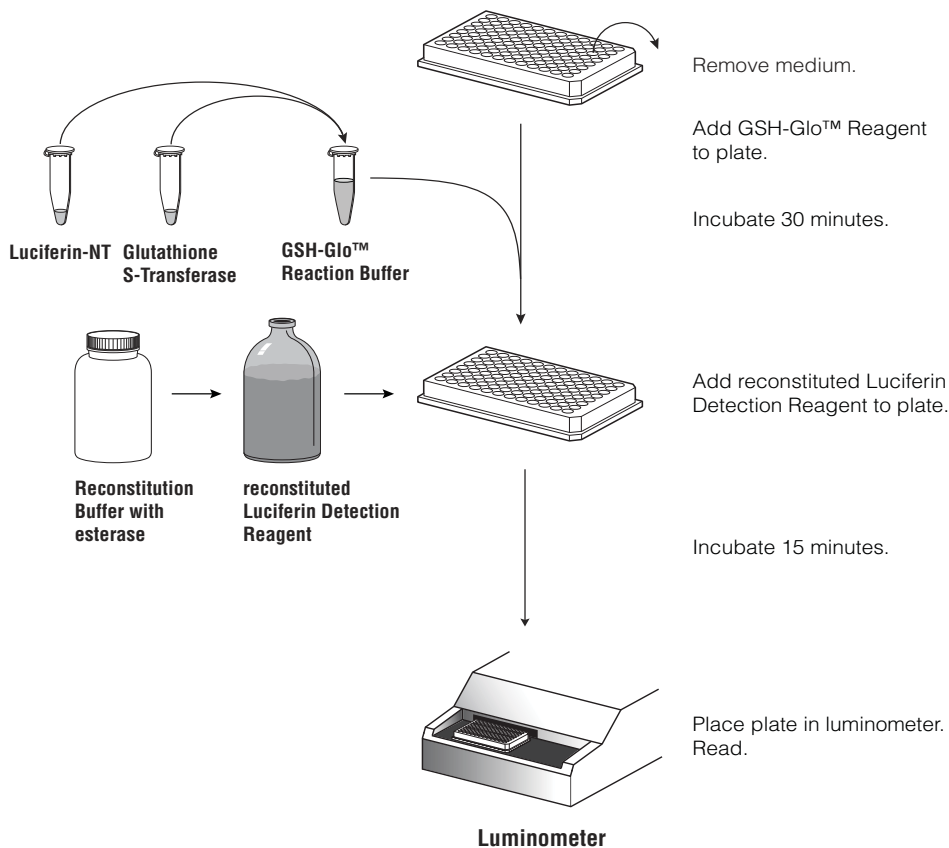 Remove medium.
Add GSH-Glo™ Reagent
to plate.
Incubate 30 minutes.
Luciferin-NT
Glutathione
S-Transferase
GSH-Glo™
Reaction Buffer
Add reconstituted Luciferin
Detection Reagent to plate.
Reconstitution
Buffer with
esterase
reconstituted
Luciferin Detection
Reagent
Incubate 15 minutes.
Place plate in luminometer.
Read.
Luminometer